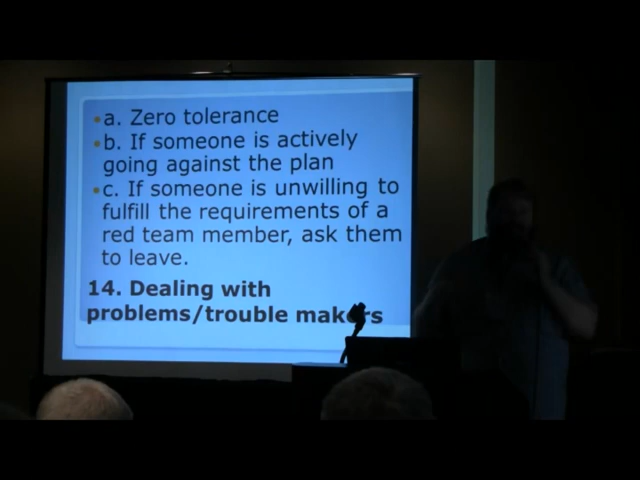 •a. Zero tolerance
•b. If someone is actively
going against the plan
•c. If someone is unwilling to
fulfill the requirements of a
red team member, ask them
to leave.
14. Dealing with
problems/trouble makers